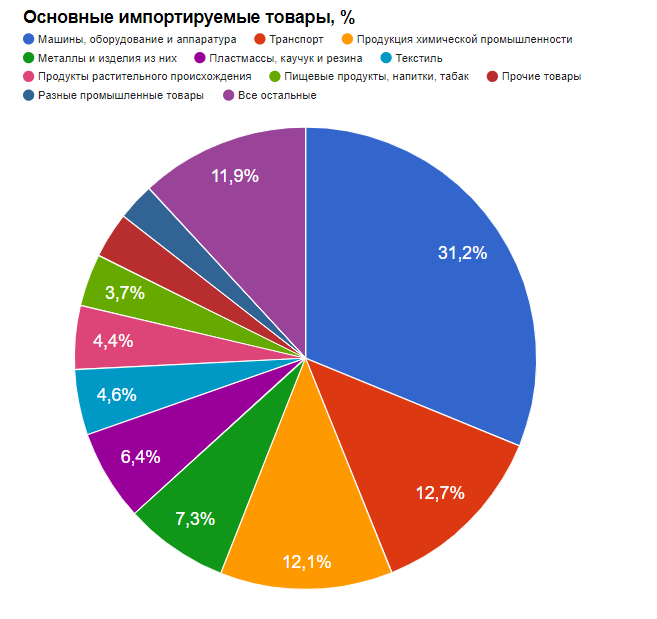 Основные импортируемые товары, %
Машины, оборудование и аппаратура Транспорт Продукция химической промышленности
Металлы и изделия из них Пластмассы, каучук и резина Текстиль
Продукты растительного происхождения Пищевые продукты, напитки, табак Прочие товары
Разные промышленные товары Все остальные
11,9%
31,2%
3,7%
4,4%
4,6%
6,4%
12,7%
7,3%
12,1%